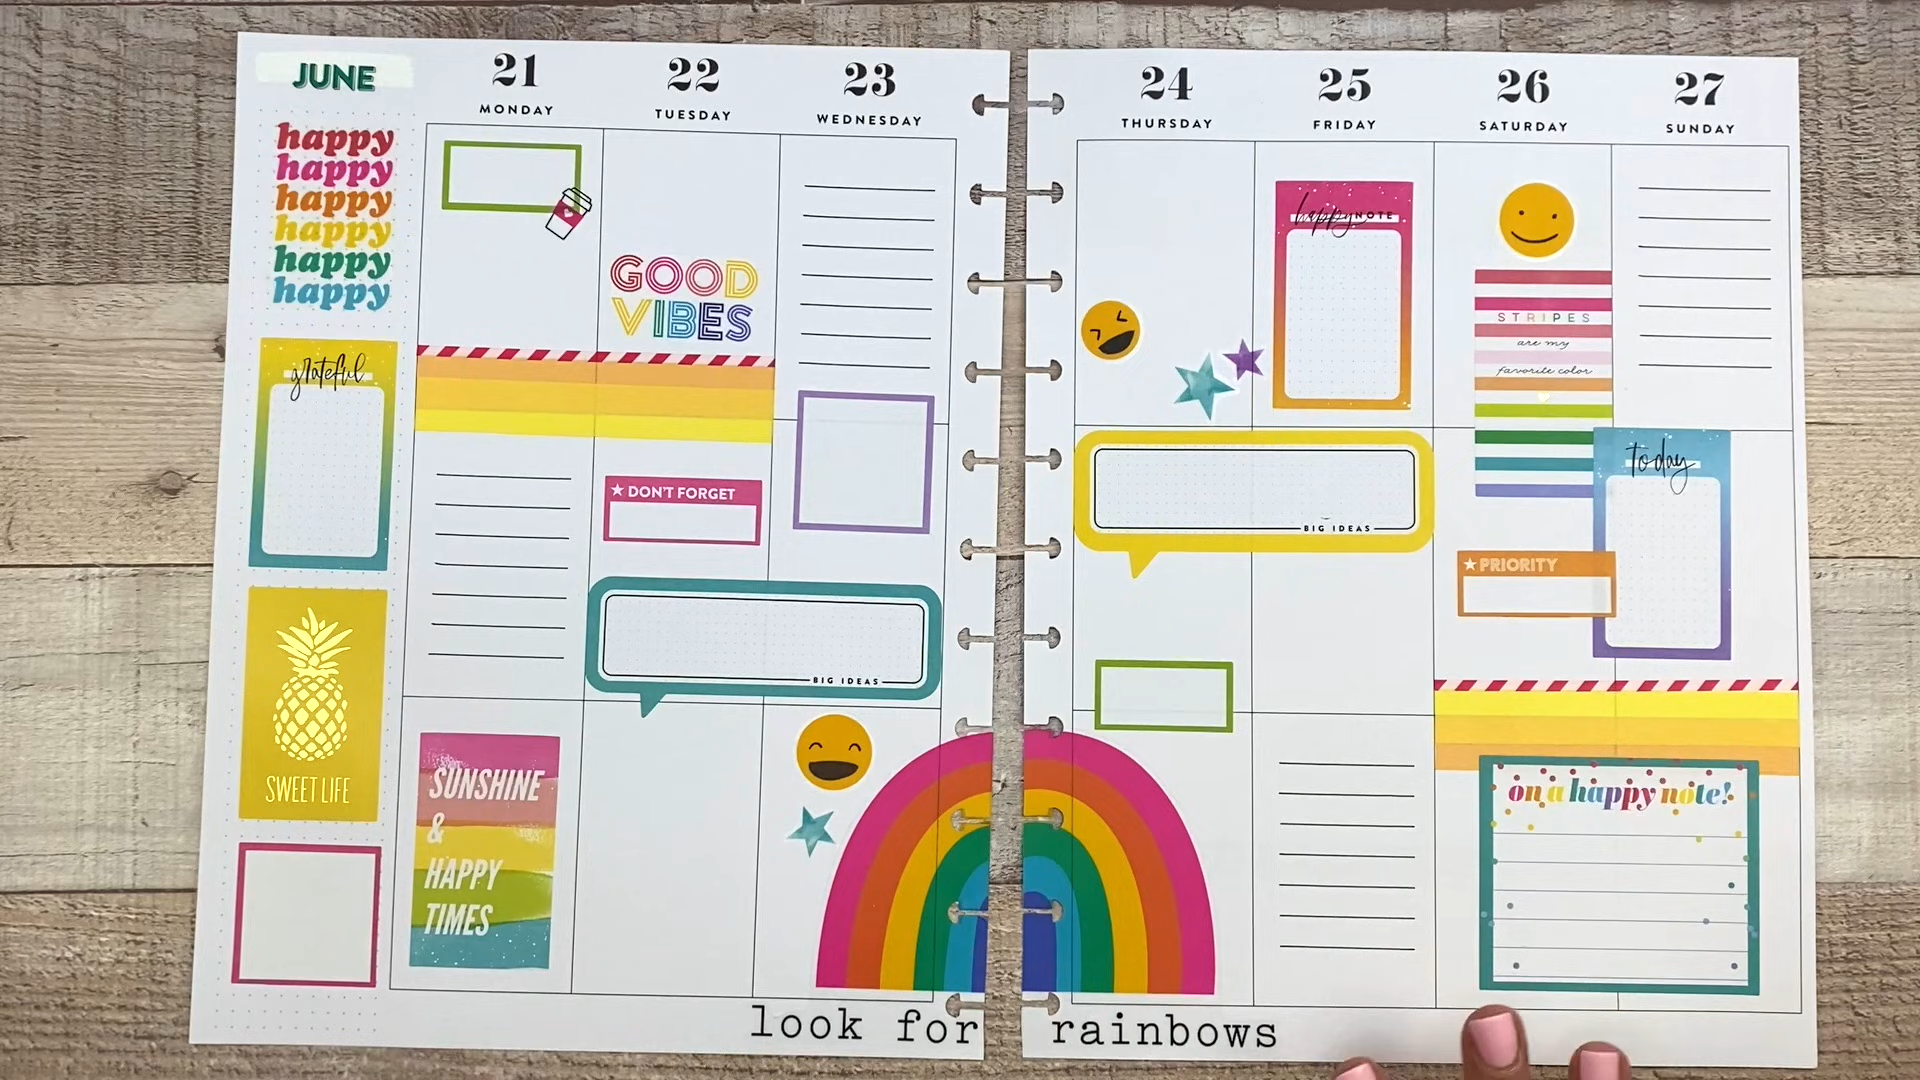 JUNE
21
MONDAY
22
TUESDAY
23
WEDNESDAY
24
THURSDAY
25
FRIDAY
26
SATURDAY
27
SUNDAY
happy
happy
happy
happy
happy
happy
grateful
SWEET LIFE
GOOD
VIBES
★ DON'T FORGET
BIG IDEAS
SUNSHINE
&
HAPPY
TIMES
happy NOTE
STRIPES
are my
favorite color
BIG IDEAS
today
★ PRIORITY
on a happy note!
look for rainbows